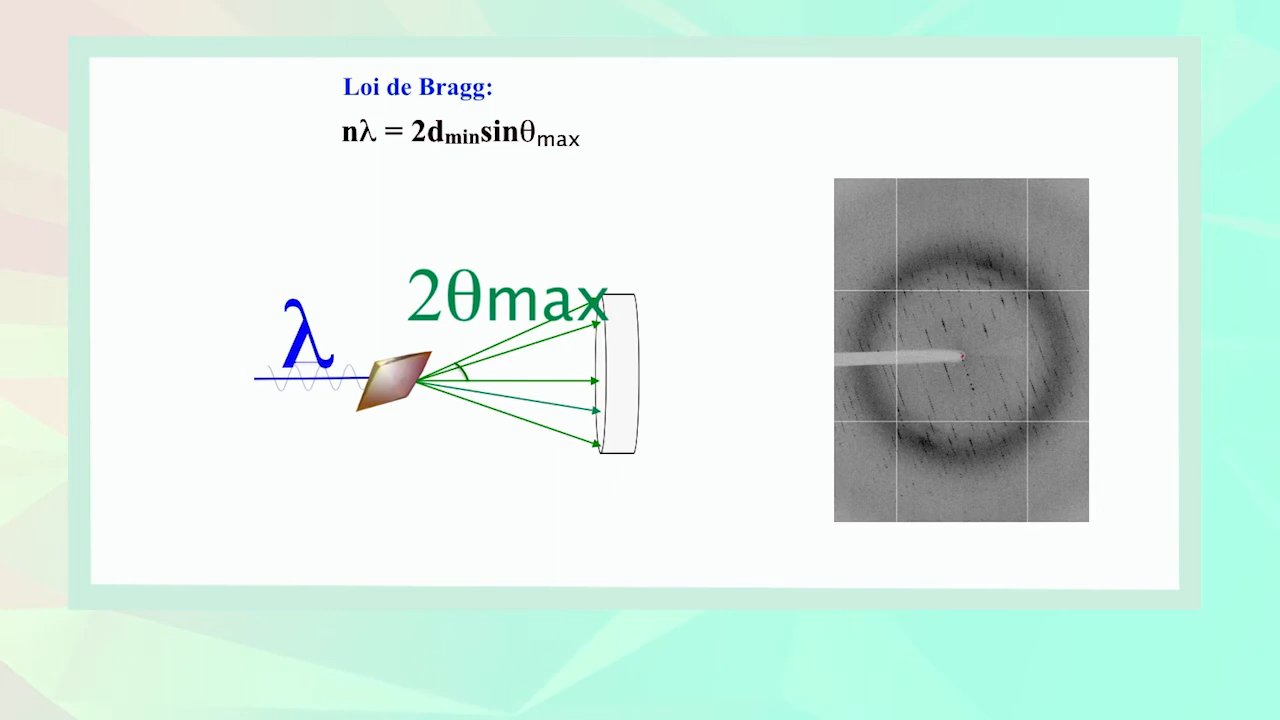 Loi de Bragg:
nλ = 2dminsinθmax
2θmax
λ